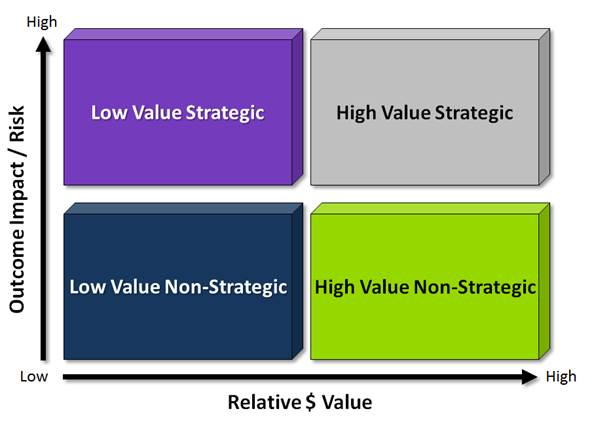 High
Outcome Impact / Risk
Low Value Strategic
High Value Strategic
Low Value Non-Strategic
High Value Non-Strategic
Low
High
Relative $ Value